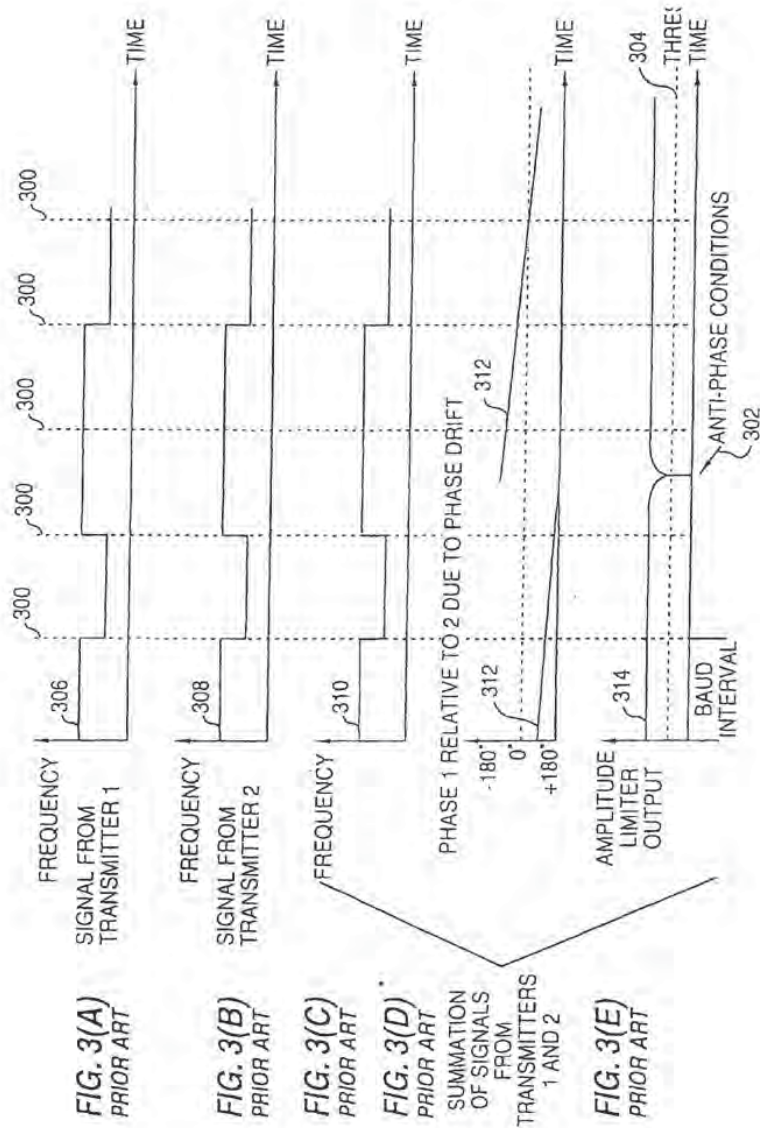 300
300
300
300
300
FREQUENCY
306
TIME
SIGNAL FROM
TRANSMITTER 1
FIG. 3(A)
PRIOR ART
FREQUENCY
308
TIME
SIGNAL FROM
TRANSMITTER 2
FIG. 3(B)
PRIOR ART
FREQUENCY
310
TIME
FIG. 3(C)
PRIOR ART
PHASE 1 RELATIVE TO 2 DUE TO PHASE DRIFT
-180°
0°
+180°
312
312
TIME
FIG. 3(D)
PRIOR ART
SUMMATION
OF SIGNALS
FROM
TRANSMITTERS
1 AND 2
AMPLITUDE
LIMITER
OUTPUT
314
304
THRES
TIME
BAUD
INTERVAL
ANTI-PHASE CONDITIONS
302
FIG. 3(E)
PRIOR ART